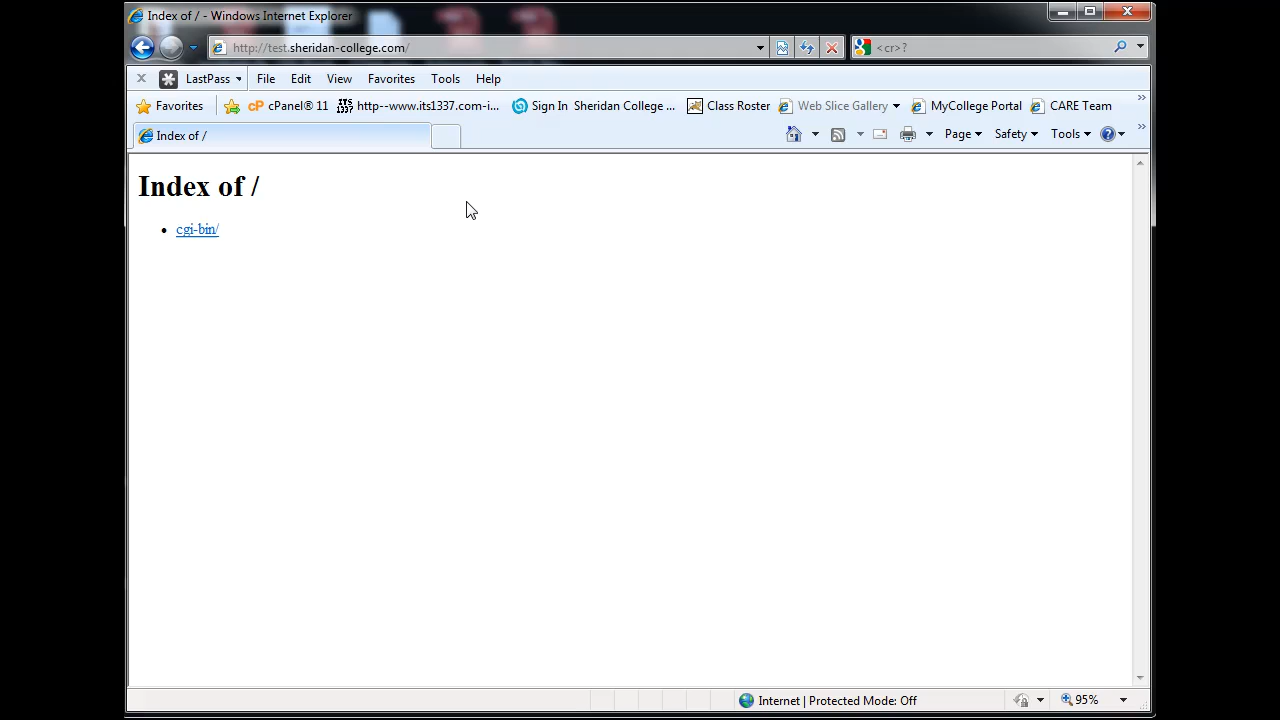 Index of / - Windows Internet Explorer
http://test.sheridan-college.com/
<cr>?
LastPass File Edit View Favorites Tools Help
Favorites cP cPanel® 11 http--www.its1337.com-i... Sign In Sheridan College ... Class Roster Web Slice Gallery MyCollege Portal CARE Team
Index of /
Page Safety Tools
Index of /
• cgi-bin/
Internet | Protected Mode: Off
95%